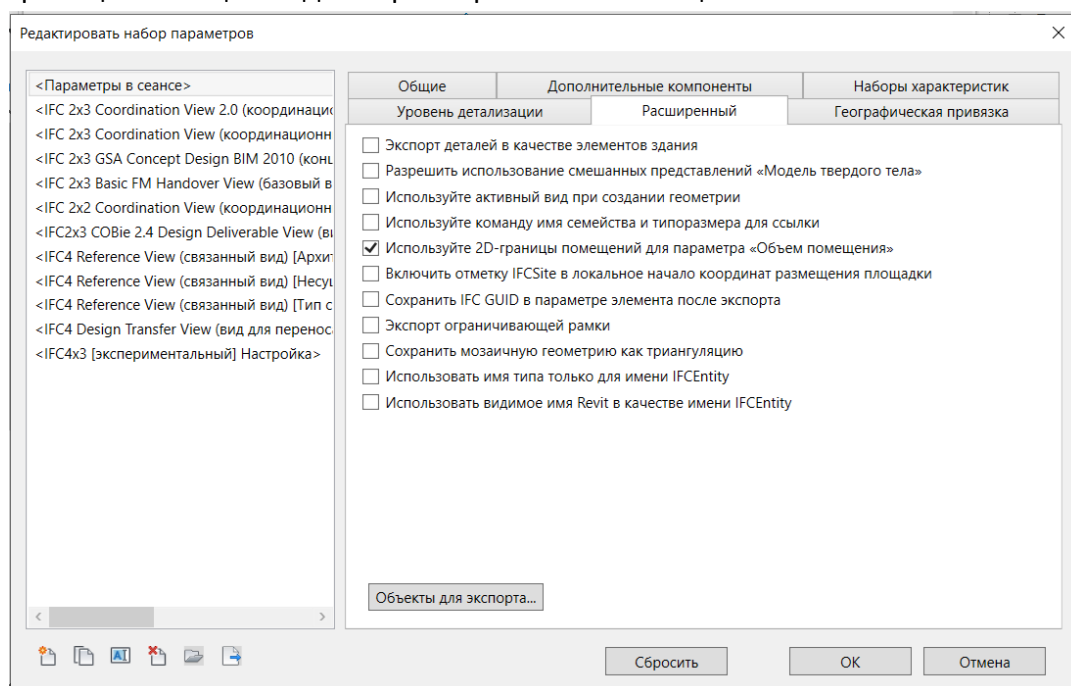 Редактировать набор параметров
<Параметры в сеансе>
<IFC 2x3 Coordination View 2.0 (координацио
<IFC 2x3 Coordination View (координационн
<IFC 2x3 GSA Concept Design BIM 2010 (конц
<IFC 2x3 Basic FM Handover View (базовый в
<IFC 2x2 Coordination View (координационн
<IFC2x3 COBie 2.4 Design Deliverable View (ви
<IFC4 Reference View (связанный вид) [Архит
<IFC4 Reference View (связанный вид) [Несущ
<IFC4 Reference View (связанный вид) [Тип с
<IFC4 Design Transfer View (вид для перенос
<IFC4x3 [экспериментальный] Настройка>
Общие
Дополнительные компоненты
Наборы характеристик
Уровень детализации
Расширенный
Географическая привязка
Экспорт деталей в качестве элементов здания
Разрешить использование смешанных представлений «Модель твердого тела»
Используйте активный вид при создании геометрии
Используйте команду имя семейства и типоразмера для ссылки
Используйте 2D-границы помещений для параметра «Объем помещения»
Включить отметку IFCSite в локальное начало координат размещения площадки
Сохранить IFC GUID в параметре элемента после экспорта
Экспорт ограничивающей рамки
Сохранить мозаичную геометрию как триангуляцию
Использовать имя типа только для имени IFCEntity
Использовать видимое имя Revit в качестве имени IFCEntity
Объекты для экспорта...
Сбросить
ОК
Отмена